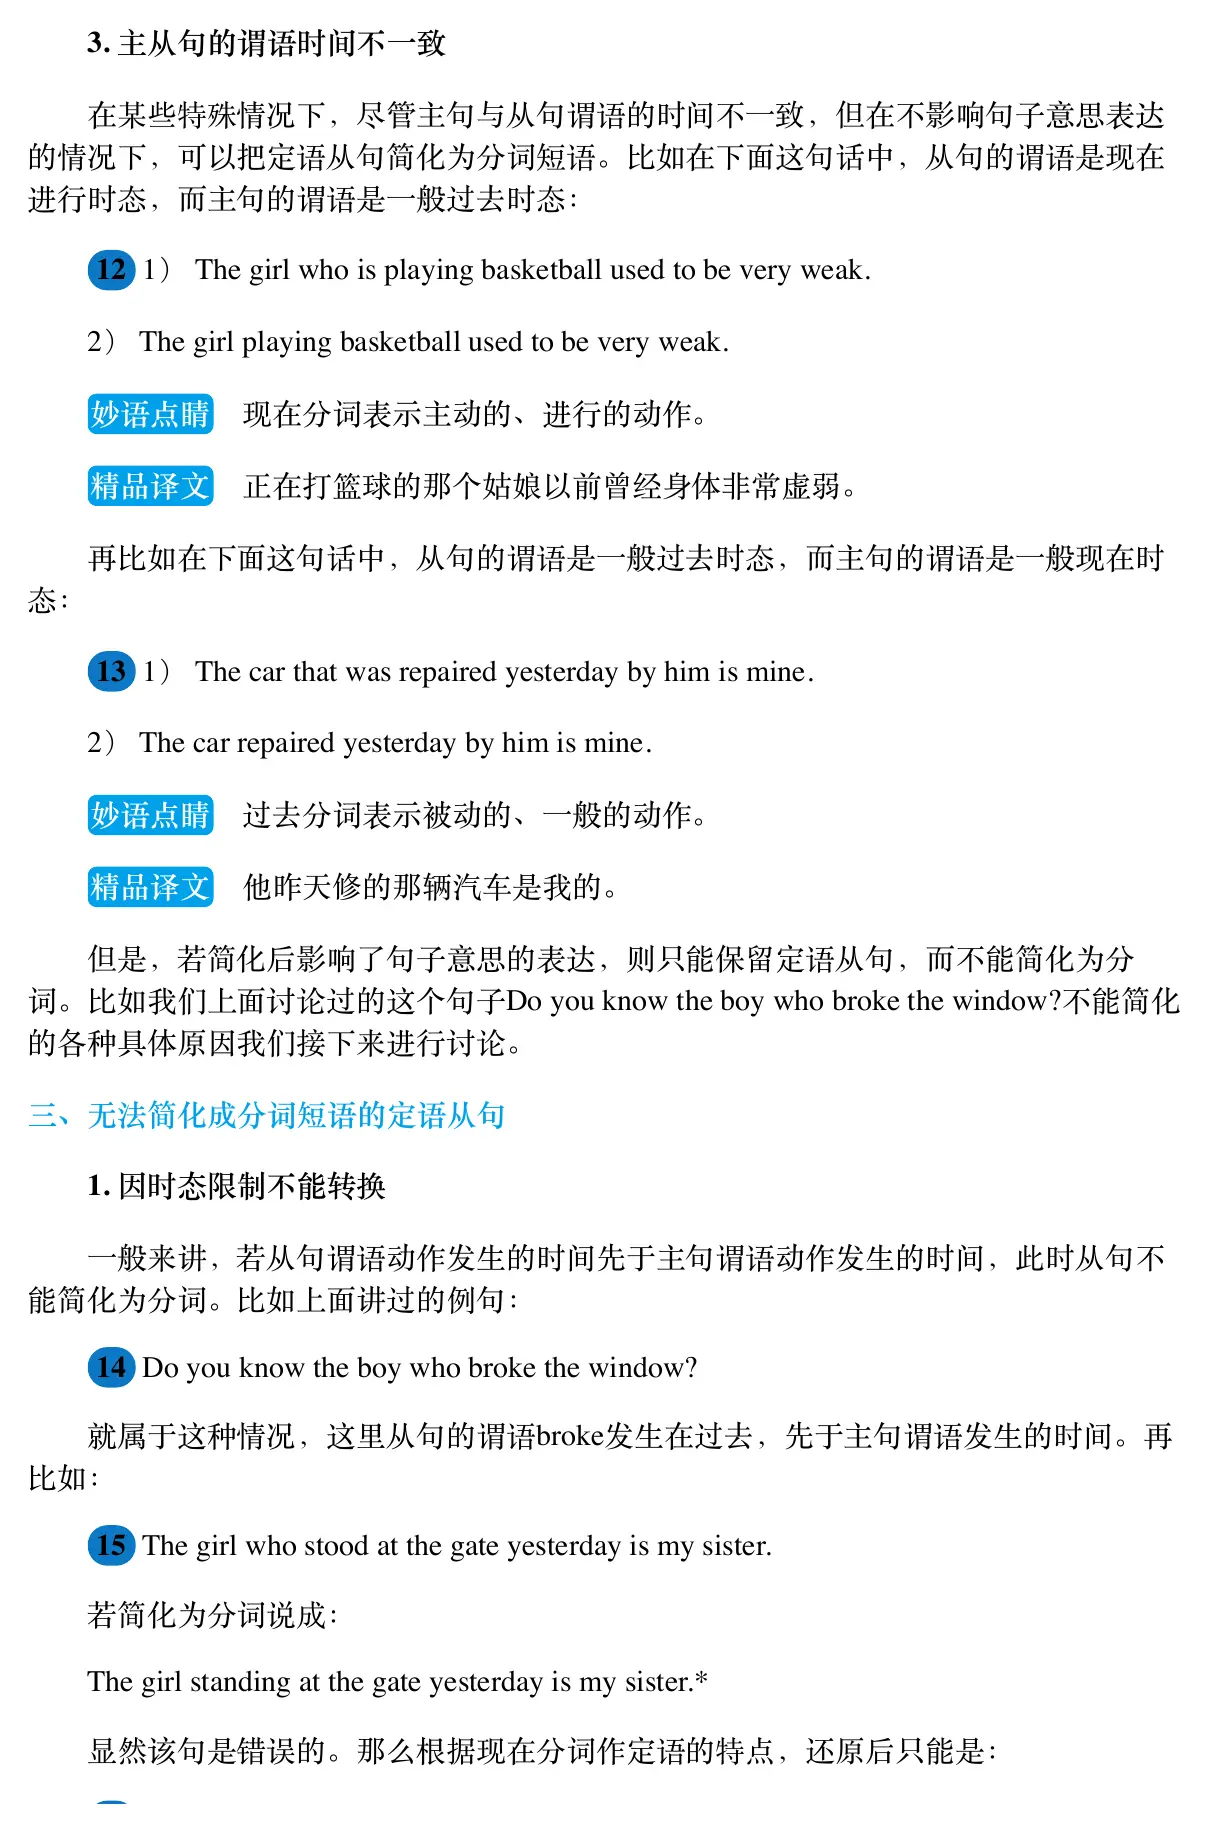 3. 主从句的谓语时间不一致
在某些特殊情况下，尽管主句与从句谓语的时间不一致，但在不影响句子意思表达
的情况下，可以把定语从句简化为分词短语。比如在下面这句话中，从句的谓语是现在
进行时态，而主句的谓语是一般过去时态：
12 1） The girl who is playing basketball used to be very weak.
2） The girl playing basketball used to be very weak.
妙语点睛 现在分词表示主动的、进行的动作。
精品译文 正在打篮球的那个姑娘以前曾经身体非常虚弱。
再比如在下面这句话中，从句的谓语是一般过去时态，而主句的谓语是一般现在时
态：
13 1） The car that was repaired yesterday by him is mine.
2） The car repaired yesterday by him is mine.
妙语点睛 过去分词表示被动的、一般的动作。
精品译文 他昨天修的那辆汽车是我的。
但是，若简化后影响了句子意思的表达，则只能保留定语从句，而不能简化为分
词。比如我们上面讨论过的这个句子Do you know the boy who broke the window?不能简化
的各种具体原因我们接下来进行讨论。
三、无法简化成分词短语的定语从句
1. 因时态限制不能转换
一般来讲，若从句谓语动作发生的时间先于主句谓语动作发生的时间，此时从句不
能简化为分词。比如上面讲过的例句：
14 Do you know the boy who broke the window?
就属于这种情况，这里从句的谓语broke发生在过去，先于主句谓语发生的时间。再
比如：
15 The girl who stood at the gate yesterday is my sister.
若简化为分词说成：
The girl standing at the gate yesterday is my sister.*
显然该句是错误的。那么根据现在分词作定语的特点，还原后只能是：